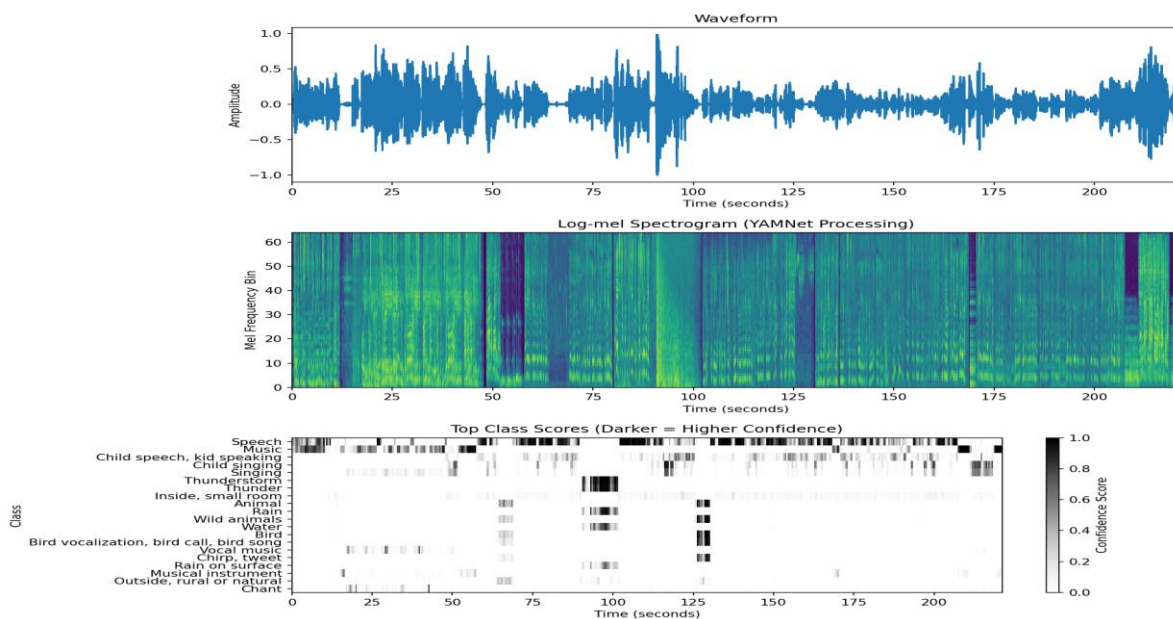 Waveform
1.0
0.5
0.0
−0.5
−1.0
Amplitude
0 25 50 75 100 125 150 175 200
Time (seconds)
Log-mel Spectrogram (YAMNet Processing)
60
50
40
30
20
10
0
Mel Frequency Bin
0 25 50 75 100 125 150 175 200
Time (seconds)
Top Class Scores (Darker = Higher Confidence)
Speech
Music
Child speech, kid speaking
Child singing
Singing
Thunderstorm
Thunder
Inside, small room
Animal
Rain
Wild animals
Water
Bird
Bird vocalization, bird call, bird song
Vocal music
Chirp, tweet
Rain on surface
Musical instrument
Outside, rural or natural
Chant
Class
0 25 50 75 100 125 150 175 200
Time (seconds)
1.0
0.8
0.6
0.4
0.2
0.0
Confidence Score